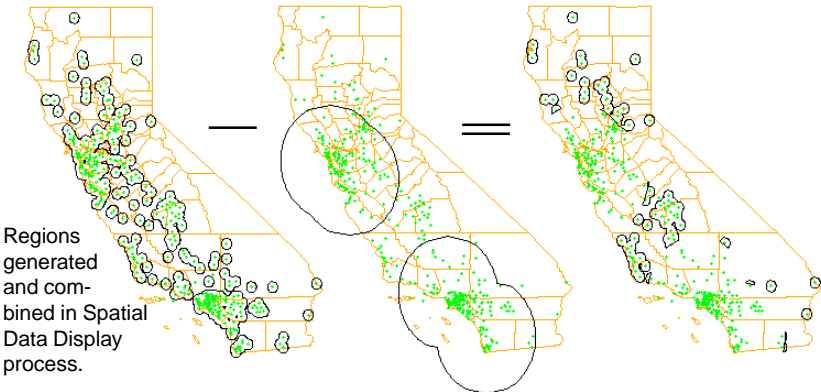 Regions
generated
and com-
bined in Spatial
Data Display
process.